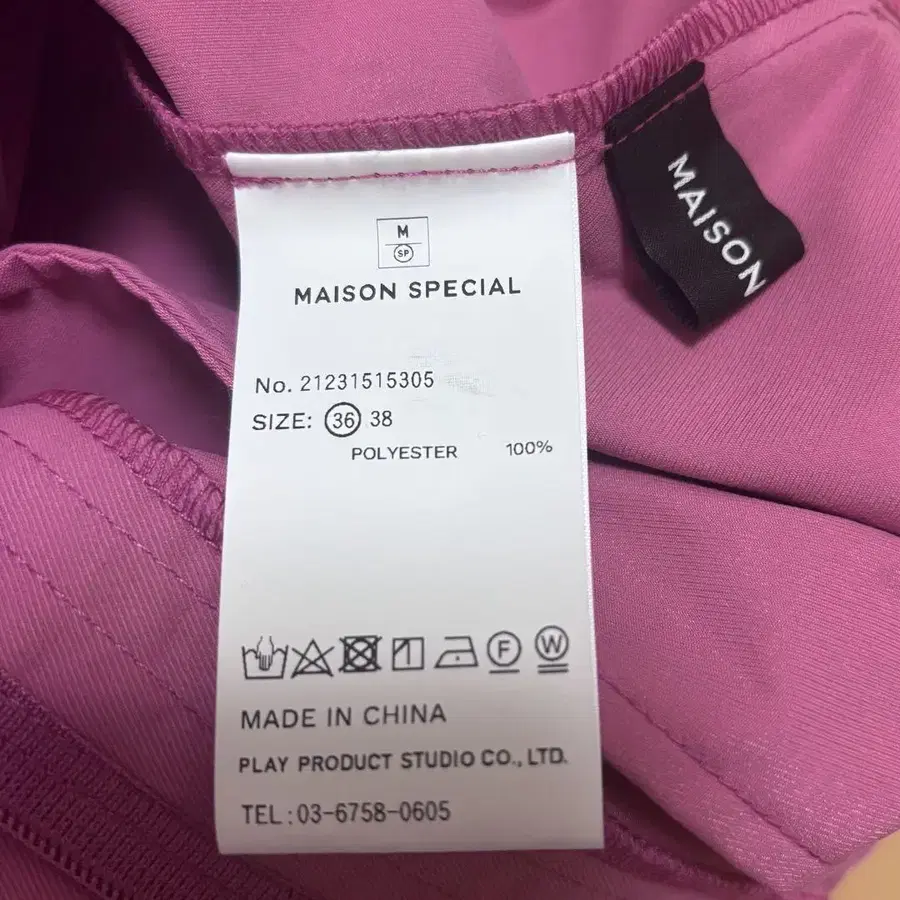 M
SP
MAISON SPECIAL
No. 21231515305
SIZE: 36 38
POLYESTER 100%
F W
MADE IN CHINA
PLAY PRODUCT STUDIO CO., LTD.
TEL : 03-6758-0605
MAISON